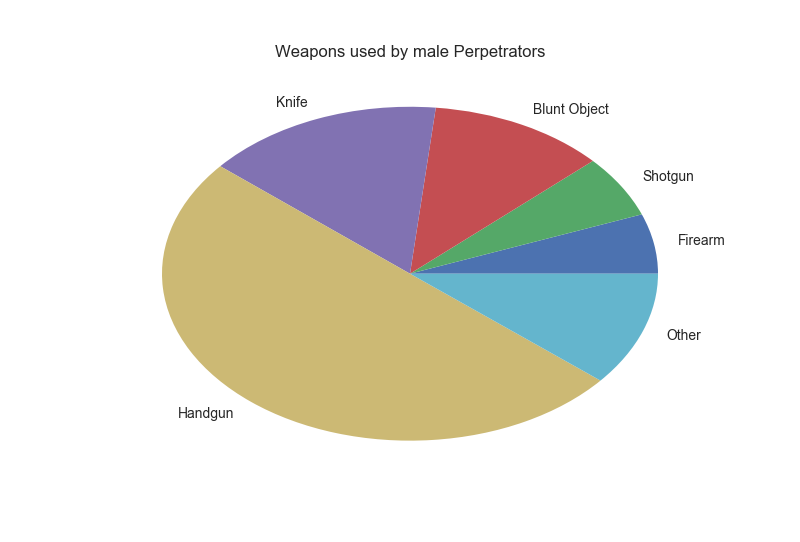 Weapons used by male Perpetrators
Knife
Blunt Object
Shotgun
Firearm
Other
Handgun